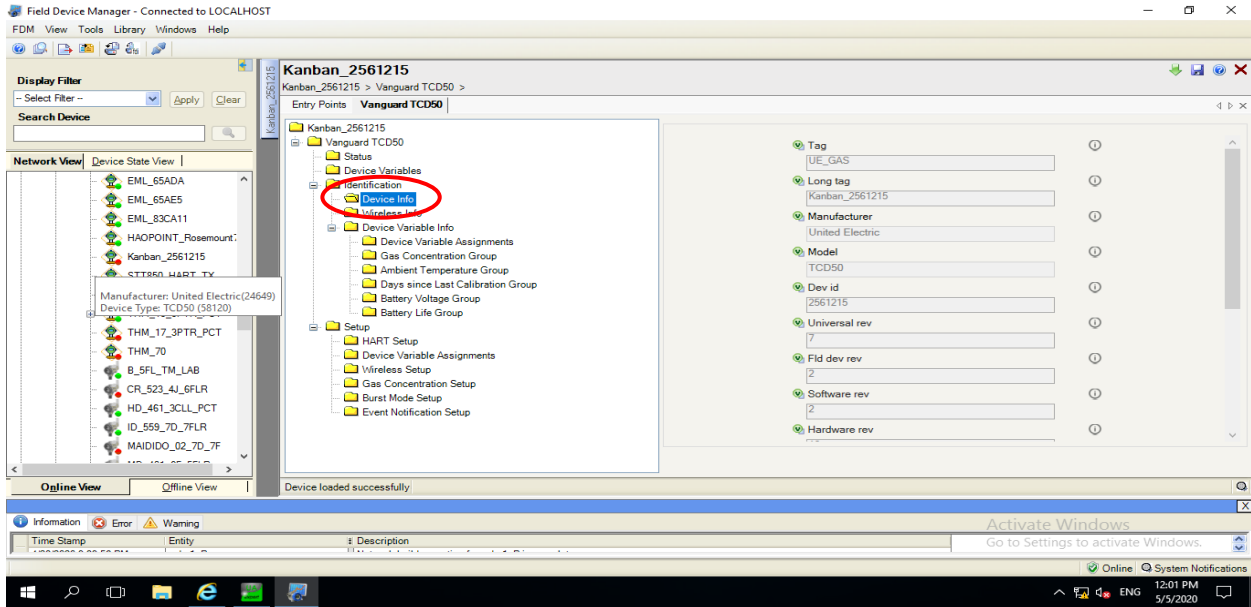 Field Device Manager - Connected to LOCALHOST
FDM View Tools Library Windows Help
Display Filter
-- Select Filter --
Apply
Clear
Search Device
Network View
Device State View
EML_65ADA
EML_65AE5
EML_83CA11
HAOPOINT_Rosemount
Kanban_2561215
STT850_HART_TX
Manufacturer: United Electric(24649)
Device Type: TCD50 (58120)
THM_17_3PTR_PCT
THM_70
B_5FL_TM_LAB
CR_523_4J_6FLR
HD_461_3CLL_PCT
ID_559_7D_7FLR
MAIDIDO_02_7D_7F
Online View
Offline View
Kanban_2561215
Kanban_2561215
Kanban_2561215 > Vanguard TCD50 >
Entry Points
Vanguard TCD50
Kanban_2561215
Vanguard TCD50
Status
Device Variables
Identification
Device Info
Wireless Info
Device Variable Info
Device Variable Assignments
Gas Concentration Group
Ambient Temperature Group
Days since Last Calibration Group
Battery Voltage Group
Battery Life Group
Setup
HART Setup
Device Variable Assignments
Wireless Setup
Gas Concentration Setup
Burst Mode Setup
Event Notification Setup
Tag
UE_GAS
Long tag
Kanban_2561215
Manufacturer
United Electric
Model
TCD50
Dev id
2561215
Universal rev
7
Fld dev rev
2
Software rev
2
Hardware rev
Device loaded successfully
Information
Error
Warning
Time Stamp
Entity
Description
Activate Windows
Go to Settings to activate Windows.
Online
System Notifications
ENG
12:01 PM
5/5/2020